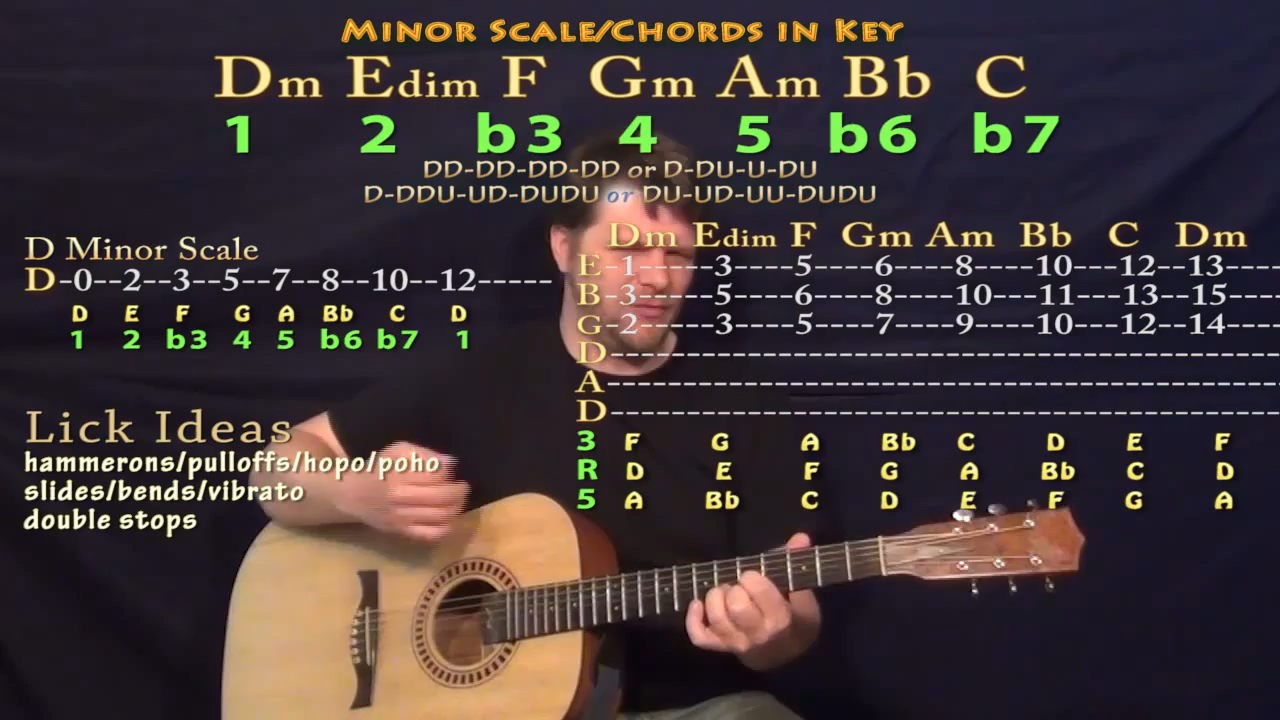 Minor Scale/Chords in Key
Dm Edim F Gm Am Bb C
1 2 b3 4 5 b6 b7
DD-DD-DD-DD or D-DU-U-DU
D-DDU-UD-DUDU or DU-UD-UU-DUDU
D Minor Scale
D-0---2---3---5---7---8---10---12-----
D E F G A Bb C D
1 2 b3 4 5 b6 b7 1
Lick Ideas
hammerons/pulloffs/hopo/poho
slides/bends/vibrato
double stops
Dm Edim F Gm Am Bb C Dm
E-1-----3----5----6----8----10---12--13----
B-3-----5----6----8----10---11---13--15----
G-2-----3----5----7----9----10---12--14----
D------------------------------------------
A------------------------------------------
D------------------------------------------
3 F G A Bb C D E F
R D E F G A Bb C D
5 A Bb C D E F G A